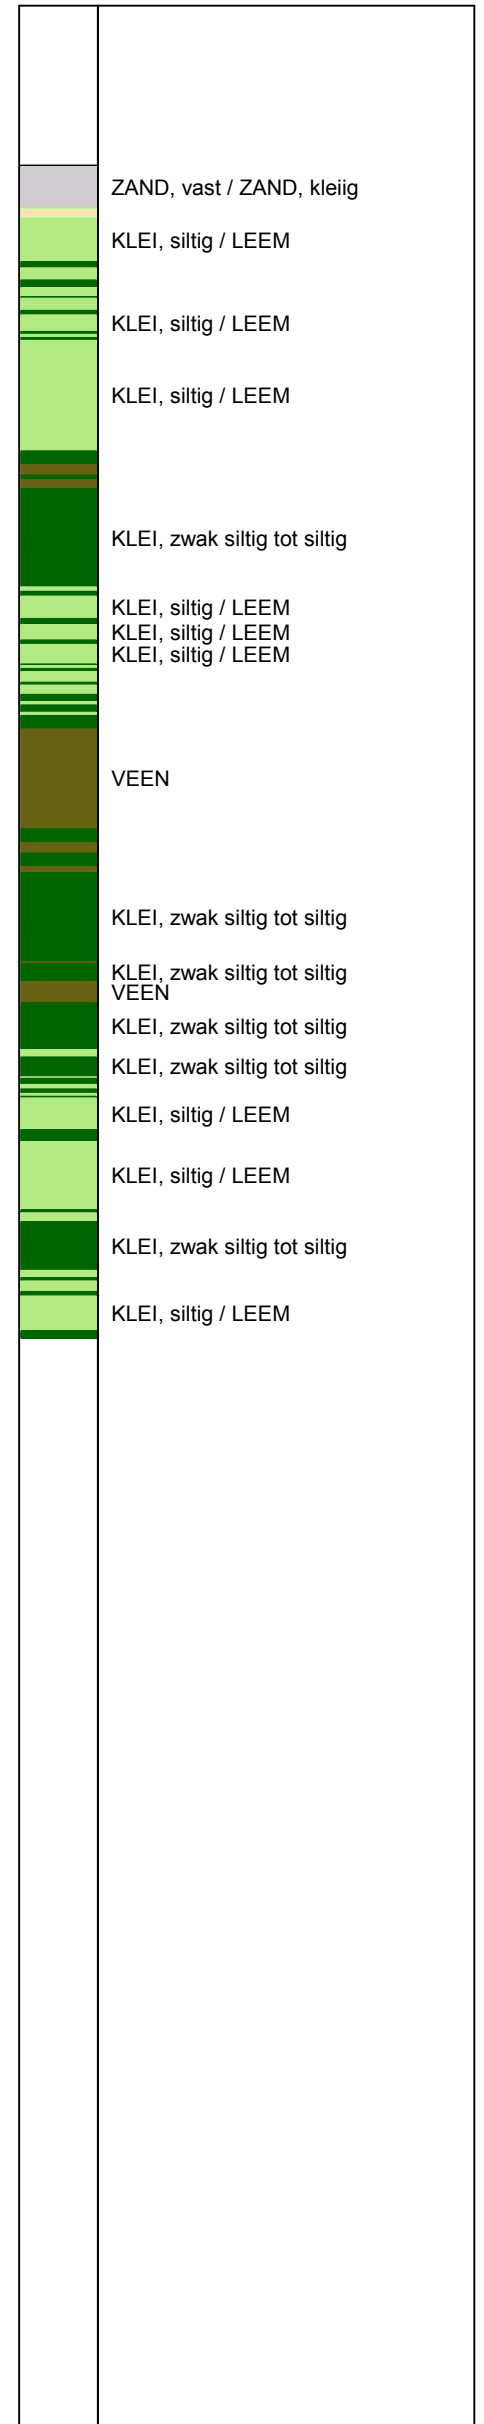 ZAND, vast / ZAND, kleiig
KLEI, siltig / LEEM
KLEI, siltig / LEEM
KLEI, siltig / LEEM
KLEI, zwak siltig tot siltig
KLEI, siltig / LEEM
KLEI, siltig / LEEM
KLEI, siltig / LEEM
VEEN
KLEI, zwak siltig tot siltig
KLEI, zwak siltig tot siltig
VEEN
KLEI, zwak siltig tot siltig
KLEI, zwak siltig tot siltig
KLEI, siltig / LEEM
KLEI, siltig / LEEM
KLEI, zwak siltig tot siltig
KLEI, siltig / LEEM